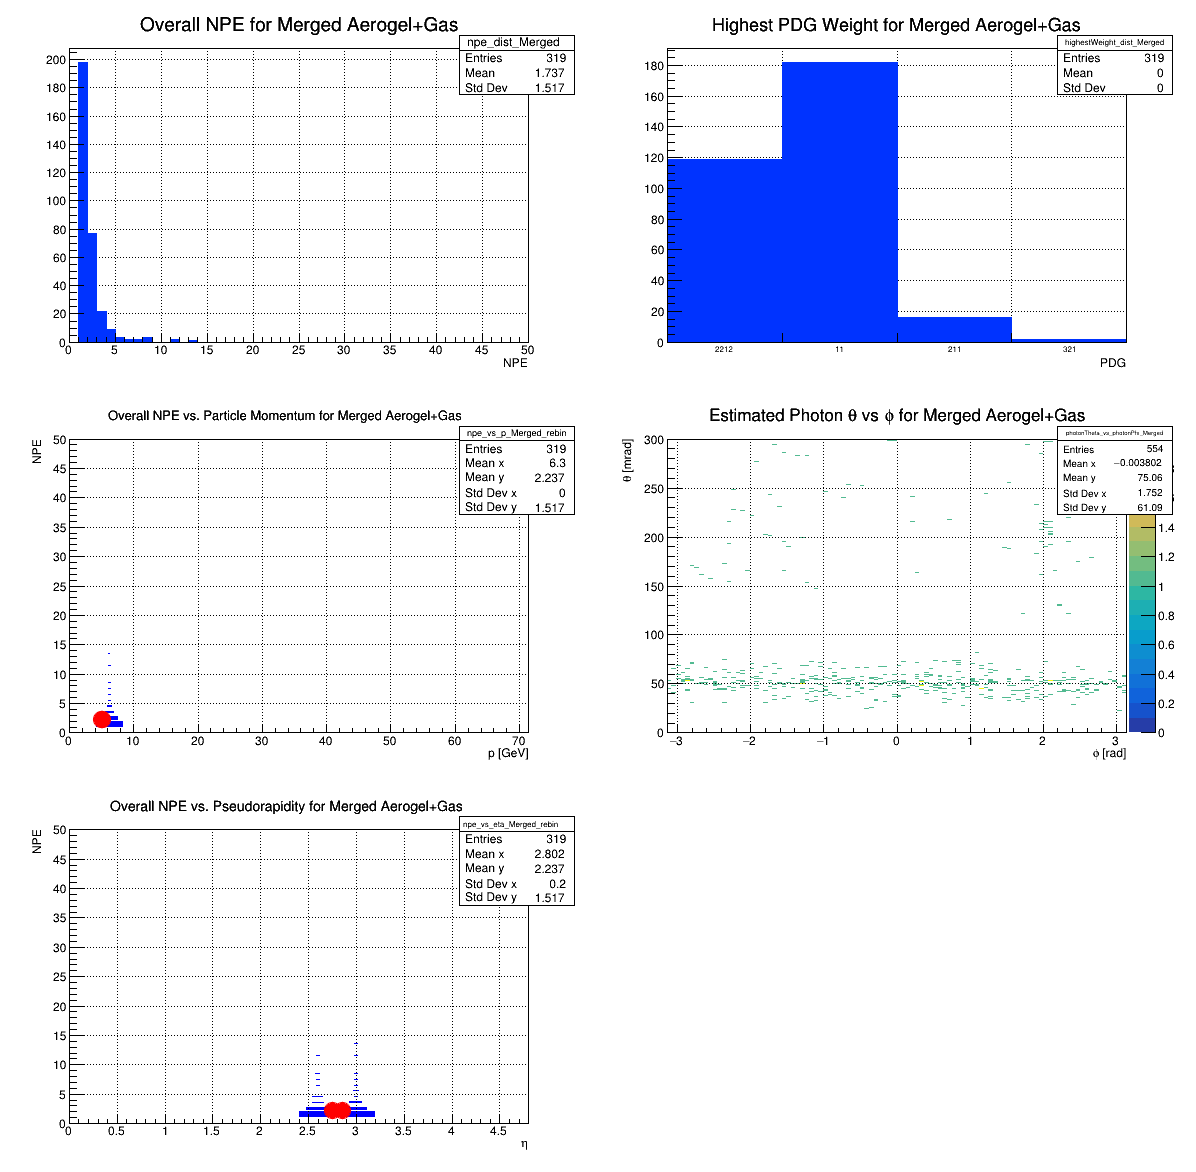 Overall NPE for Merged Aerogel+Gas
npe_dist_Merged
Entries 319
Mean 1.737
Std Dev 1.517
200
180
160
140
120
100
80
60
40
20
0
0 5 10 15 20 25 30 35 40 45 50
NPE
Highest PDG Weight for Merged Aerogel+Gas
highestWeight_dist_Merged
Entries 319
Mean 0
Std Dev 0
180
160
140
120
100
80
60
40
20
0
2212 11 211 321
PDG
Overall NPE vs. Particle Momentum for Merged Aerogel+Gas
NPE
npe_vs_p_Merged_rebin
Entries 319
Mean x 6.3
Mean y 2.237
Std Dev x 0
Std Dev y 1.517
50
45
40
35
30
25
20
15
10
5
0
0 10 20 30 40 50 60 70
p [GeV]
Estimated Photon θ vs ϕ for Merged Aerogel+Gas
θ [mrad]
photonTheta_vs_photonPhi_Merged
Entries 554
Mean x −0.003802
Mean y 75.06
Std Dev x 1.752
Std Dev y 61.09
300
250
200
150
100
50
0
−3 −2 −1 0 1 2 3
ϕ [rad]
1.4
1.2
1
0.8
0.6
0.4
0.2
0
Overall NPE vs. Pseudorapidity for Merged Aerogel+Gas
NPE
npe_vs_eta_Merged_rebin
Entries 319
Mean x 2.802
Mean y 2.237
Std Dev x 0.2
Std Dev y 1.517
50
45
40
35
30
25
20
15
10
5
0
0 0.5 1 1.5 2 2.5 3 3.5 4 4.5
η